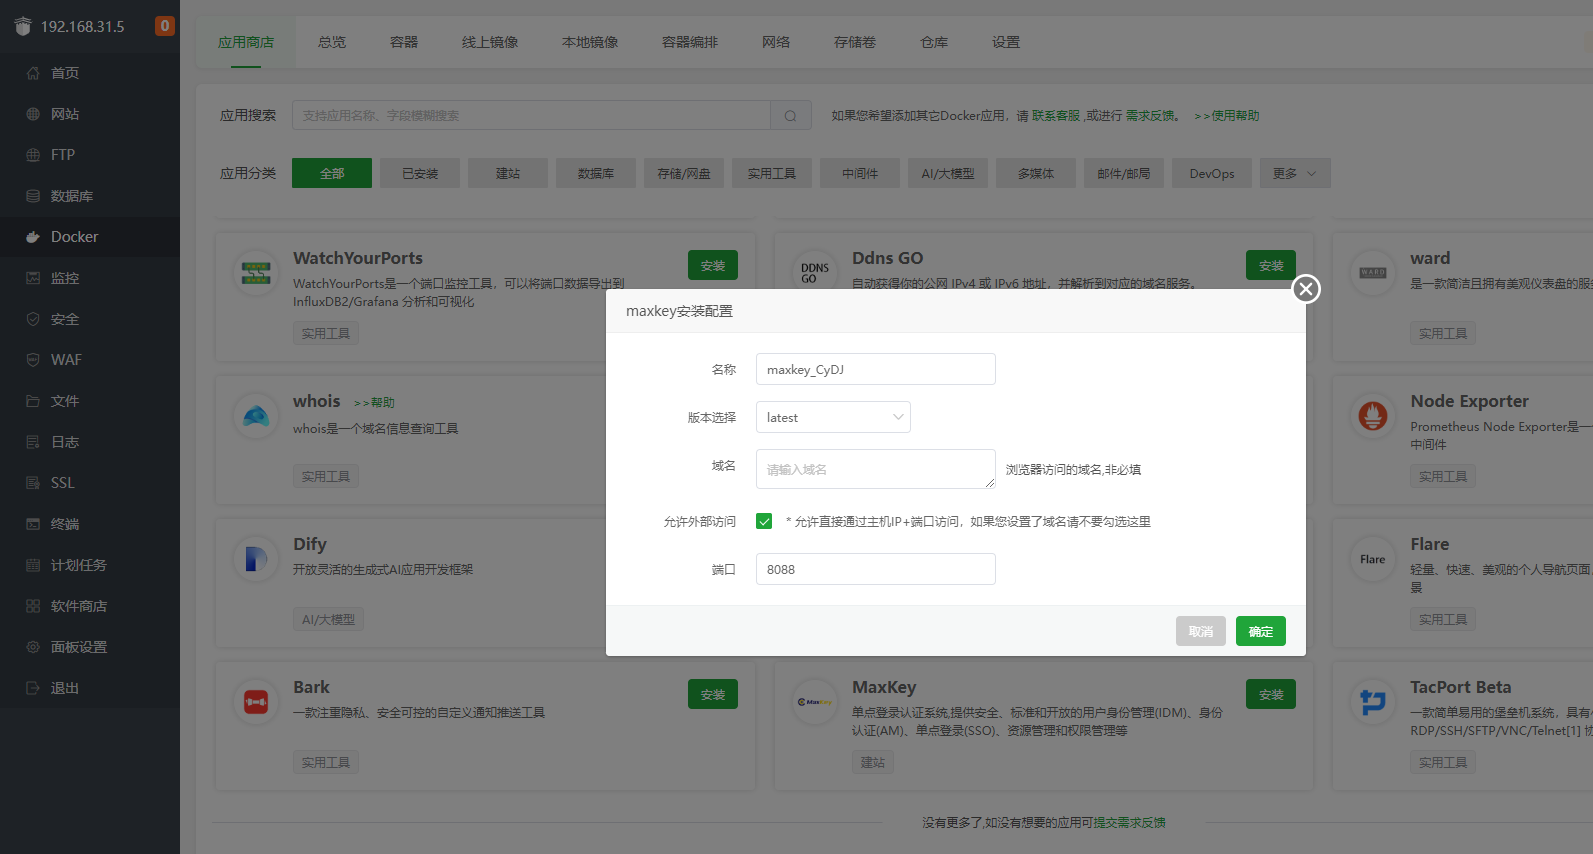 192.168.31.5
0
首页
网站
FTP
数据库
Docker
监控
安全
WAF
文件
日志
SSL
终端
计划任务
软件商店
面板设置
退出
应用商店
总览
容器
线上镜像
本地镜像
容器编排
网络
存储卷
仓库
设置
应用搜索
支持应用名称、字段模糊搜索
如果您希望添加其它Docker应用，请 联系客服 ,或进行 需求反馈。 >>使用帮助
应用分类
全部
已安装
建站
数据库
存储/网盘
实用工具
中间件
AI/大模型
多媒体
邮件/邮局
DevOps
更多
WatchYourPorts
安装
WatchYourPorts是一个端口监控工具，可以将端口数据导出到
InfluxDB2/Grafana 分析和可视化
实用工具
DDNS
GO
Ddns GO
安装
自动获得你的公网 IPv4 或 IPv6 地址，并解析到对应的域名服务。
WARD
ward
是一款简洁且拥有美观仪表盘的服
实用工具
maxkey安装配置
名称
maxkey_CyDJ
版本选择
latest
域名
请输入域名
浏览器访问的域名,非必填
允许外部访问
* 允许直接通过主机IP+端口访问，如果您设置了域名请不要勾选这里
端口
8088
取消
确定
whois >>帮助
whois是一个域名信息查询工具
实用工具
Node Exporter
Prometheus Node Exporter是一
中间件
实用工具
Dify
开放灵活的生成式AI应用开发框架
AI/大模型
Flare
Flare
轻量、快速、美观的个人导航页面，
景
实用工具
Bark
安装
一款注重隐私、安全可控的自定义通知推送工具
实用工具
MaxKey
MaxKey
安装
单点登录认证系统,提供安全、标准和开放的用户身份管理(IDM)、身份
认证(AM)、单点登录(SSO)、资源管理和权限管理等
建站
TacPort Beta
一款简单易用的堡垒机系统，具有
RDP/SSH/SFTP/VNC/Telnet[1] 协
实用工具
没有更多了,如没有想要的应用可提交需求反馈